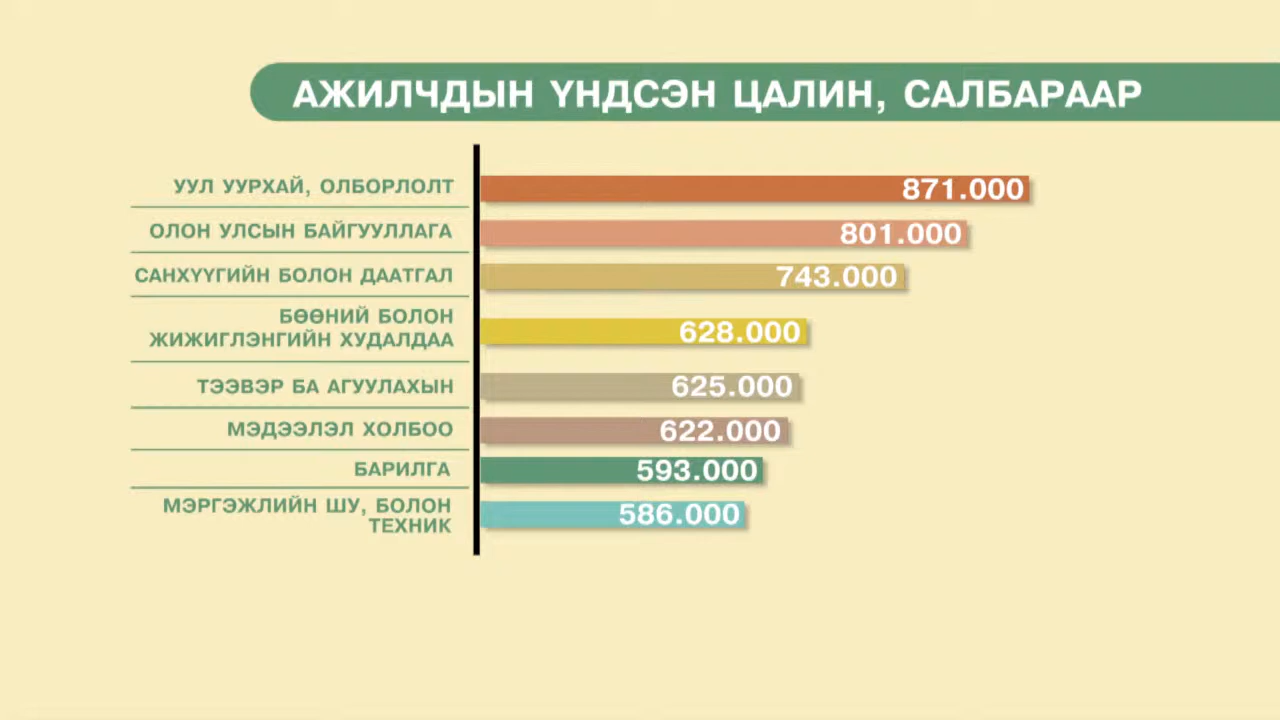 АЖИЛЧДЫН ҮНДСЭН ЦАЛИН, САЛБАРААР
УУЛ УУРХАЙ, ОЛБОРЛОЛТ
871.000
ОЛОН УЛСЫН БАЙГУУЛЛАГА
801.000
САНХҮҮГИЙН БОЛОН ДААТГАЛ
743.000
БӨӨНИЙ БОЛОН
ЖИЖИГЛЭНГИЙН ХУДАЛДАА
628.000
ТЭЭВЭР БА АГУУЛАХЫН
625.000
МЭДЭЭЛЭЛ ХОЛБОО
622.000
БАРИЛГА
593.000
МЭРГЭЖЛИЙН ШУ, БОЛОН
ТЕХНИК
586.000